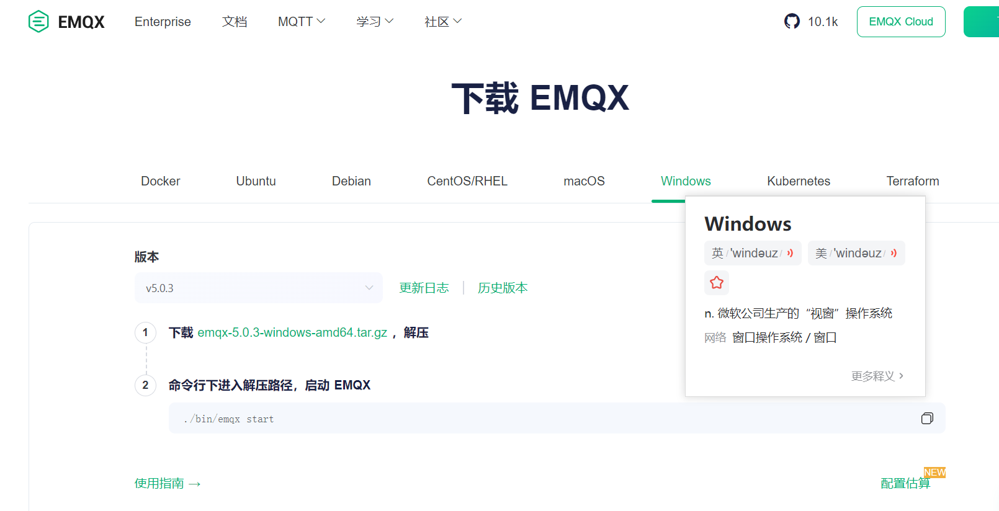 EMQX Enterprise 文档 MQTT 学习 社区 10.1k EMQX Cloud
下载 EMQX
Docker Ubuntu Debian CentOS/RHEL macOS Windows Kubernetes Terraform
版本
v5.0.3 更新日志 历史版本
1 下载 emqx-5.0.3-windows-amd64.tar.gz ，解压
2 命令行下进入解压路径，启动 EMQX
./bin/emqx start
使用指南 →
NEW
配置估算
Windows
英 /'windəuz/ 美 /'windəuz/
n. 微软公司生产的“视窗”操作系统
网络 窗口操作系统 / 窗口
更多释义 >